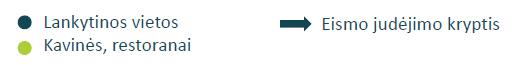 Lankytinos vietos
Kavinės, restoranai
Eismo judėjimo kryptis